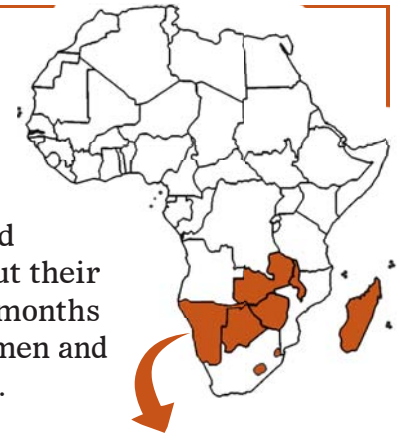 d
ut their
months
men and
.